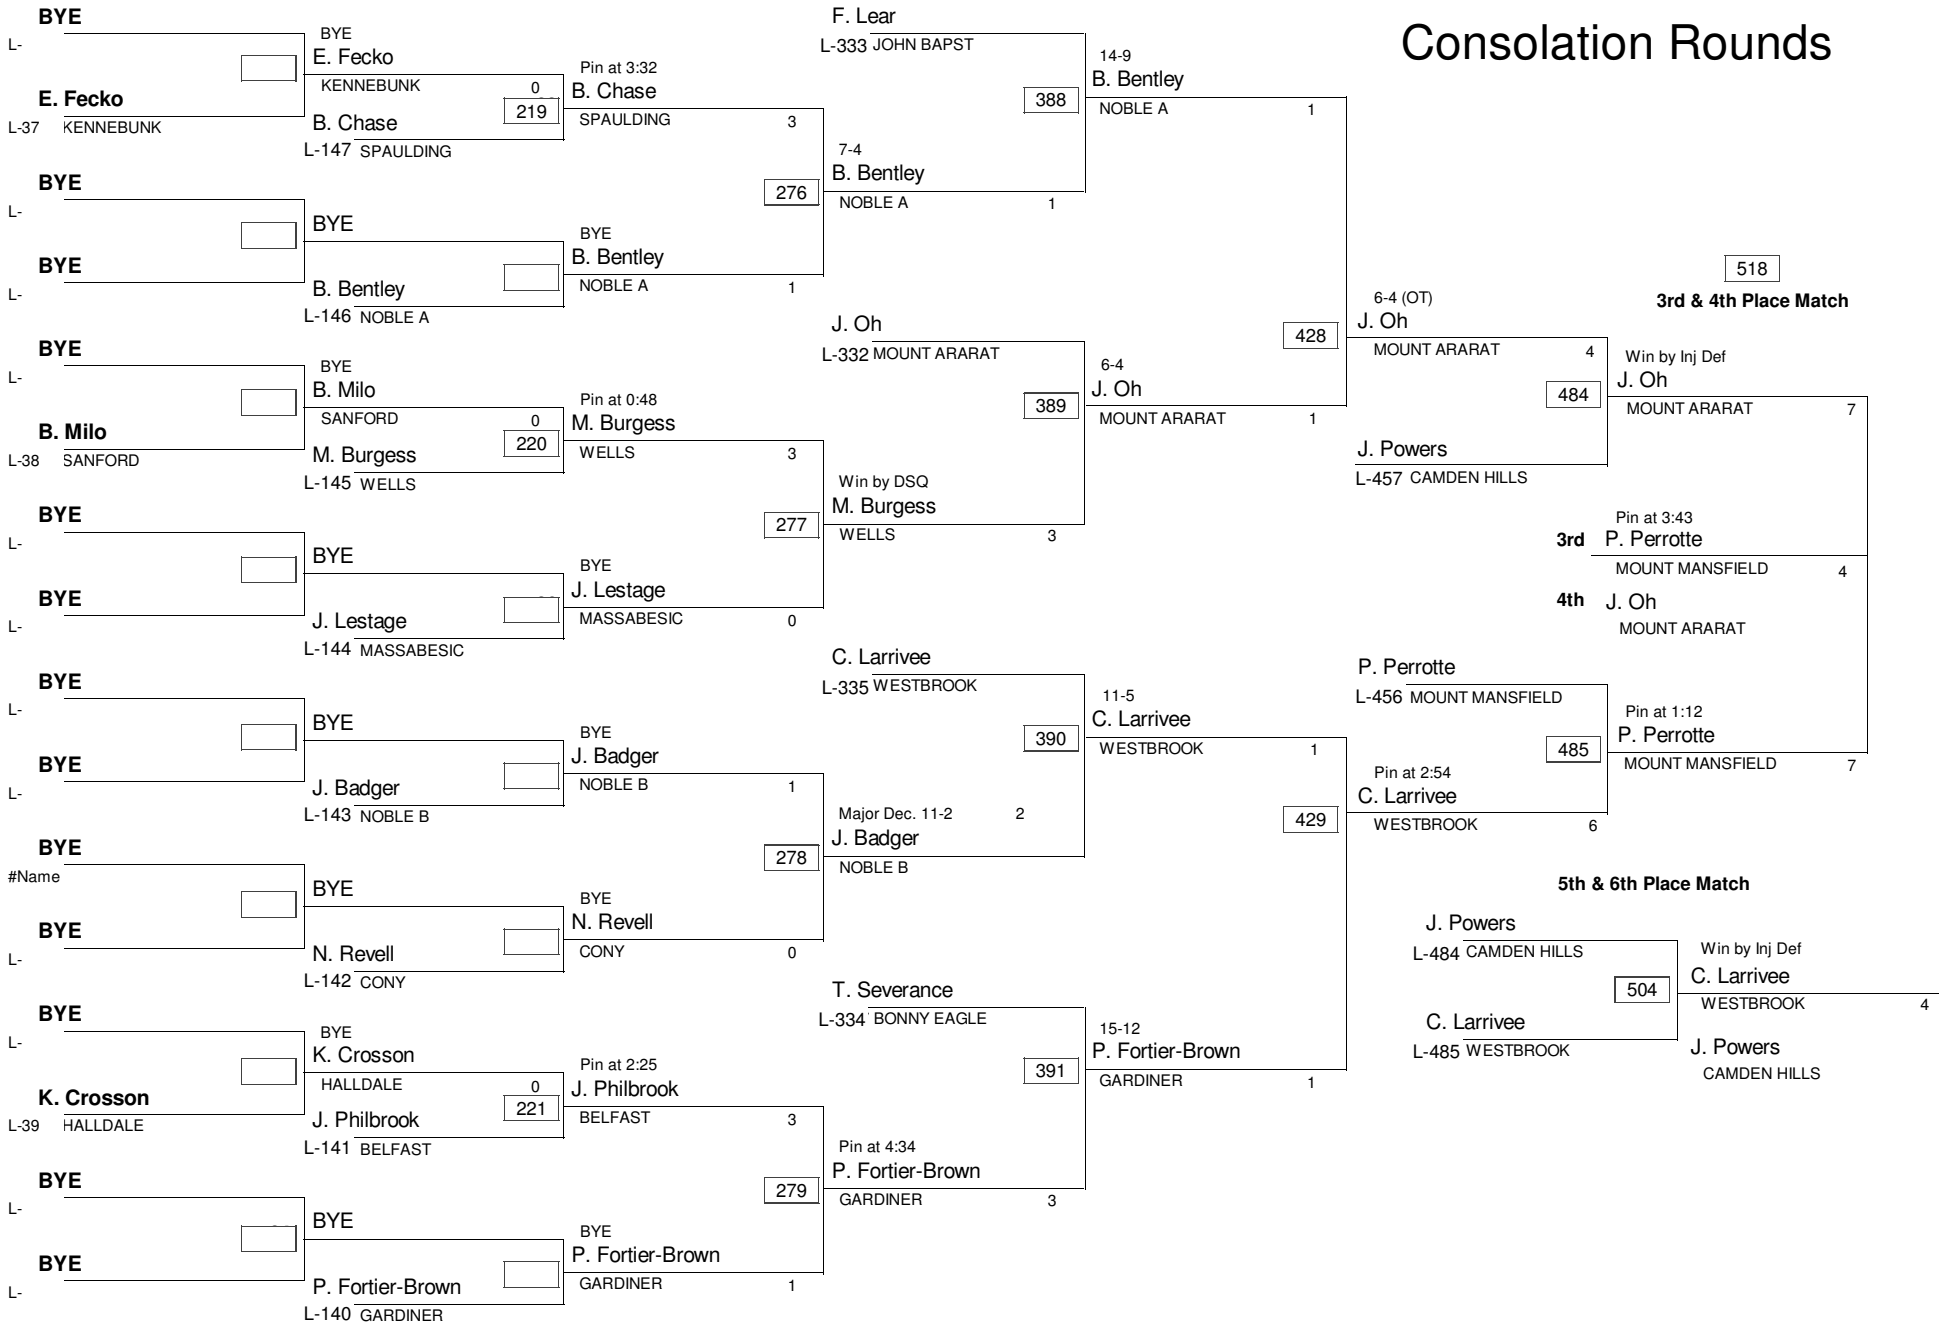 Consolation Rounds
BYE
L-
E. Fecko
L-37 KENNEBUNK
BYE
L-
BYE
L-
BYE
L-
B. Milo
L-38 SANFORD
BYE
L-
BYE
L-
BYE
L-
BYE
L-
BYE
#Name
BYE
L-
BYE
L-
K. Crosson
L-39 HALLDALE
BYE
L-
BYE
L-
BYE
E. Fecko
KENNEBUNK
0
219
B. Chase
L-147 SPAULDING
BYE
B. Bentley
L-146 NOBLE A
BYE
B. Milo
SANFORD
0
220
M. Burgess
L-145 WELLS
BYE
J. Lestage
L-144 MASSABESIC
BYE
J. Badger
L-143 NOBLE B
BYE
N. Revell
L-142 CONY
BYE
K. Crosson
HALLDALE
0
221
J. Philbrook
L-141 BELFAST
BYE
P. Fortier-Brown
L-140 GARDINER
Pin at 3:32
B. Chase
SPAULDING 3
276
BYE
B. Bentley
NOBLE A 1
Pin at 0:48
M. Burgess
WELLS 3
277
BYE
J. Lestage
MASSABESIC 0
BYE
J. Badger
NOBLE B 1
278
BYE
N. Revell
CONY 0
Pin at 2:25
J. Philbrook
BELFAST 3
279
BYE
P. Fortier-Brown
GARDINER 1
F. Lear
L-333 JOHN BAPST
388
7-4
B. Bentley
NOBLE A 1
J. Oh
L-332 MOUNT ARARAT
389
Win by DSQ
M. Burgess
WELLS 3
C. Larrivee
L-335 WESTBROOK
390
Major Dec. 11-2 2
J. Badger
NOBLE B
T. Severance
L-334 BONNY EAGLE
391
Pin at 4:34
P. Fortier-Brown
GARDINER 3
14-9
B. Bentley
NOBLE A 1
428
6-4
J. Oh
MOUNT ARARAT 1
11-5
C. Larrivee
WESTBROOK 1
429
15-12
P. Fortier-Brown
GARDINER 1
6-4 (OT)
J. Oh
MOUNT ARARAT 4
484
J. Powers
L-457 CAMDEN HILLS
P. Perrotte
L-456 MOUNT MANSFIELD
485
Pin at 2:54
C. Larrivee
WESTBROOK 6
518
3rd & 4th Place Match
Win by Inj Def
J. Oh
MOUNT ARARAT 7
Pin at 3:43
3rd P. Perrotte
MOUNT MANSFIELD 4
4th J. Oh
MOUNT ARARAT
Pin at 1:12
P. Perrotte
MOUNT MANSFIELD 7
5th & 6th Place Match
J. Powers
L-484 CAMDEN HILLS
504
C. Larrivee
L-485 WESTBROOK
Win by Inj Def
C. Larrivee
WESTBROOK 4
J. Powers
CAMDEN HILLS